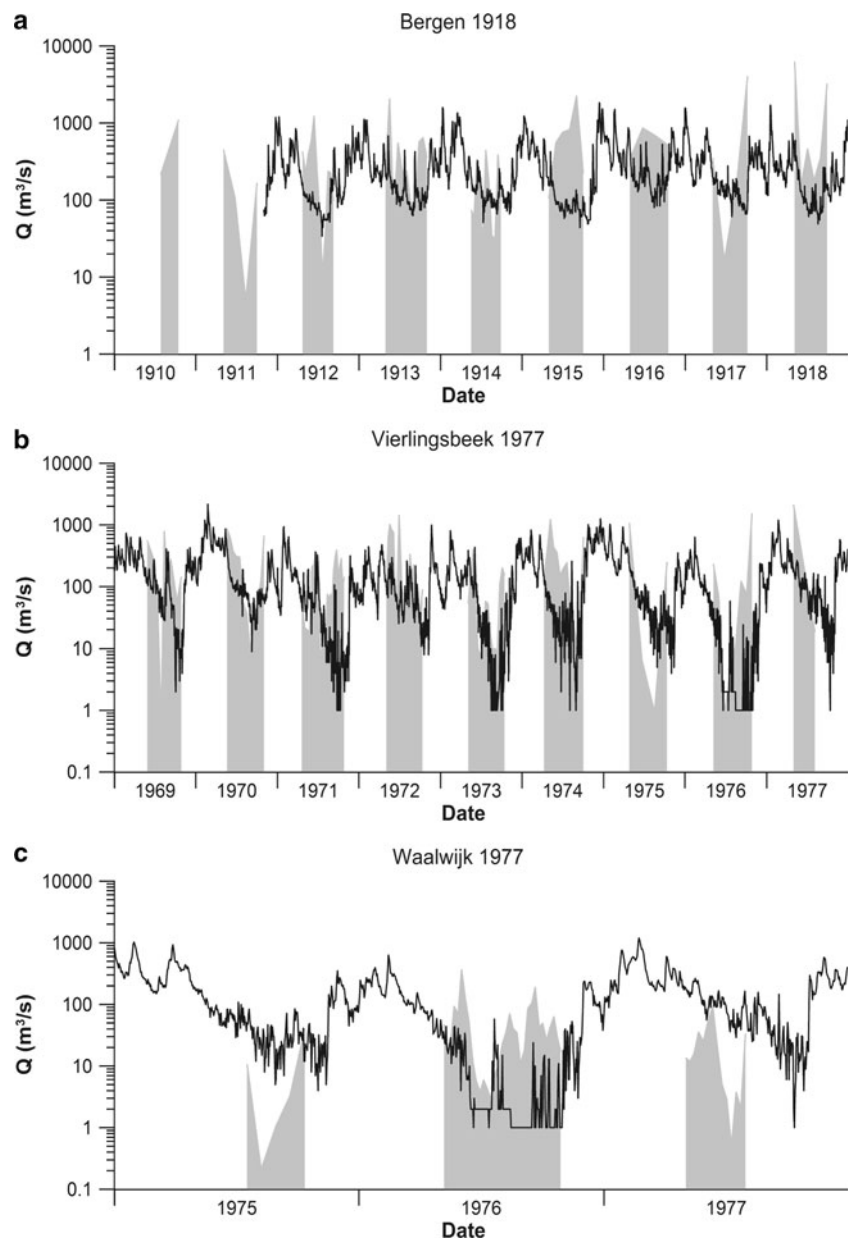 a
Bergen 1918
10000
1000
100
10
1
Q (m³/s)
1910 1911 1912 1913 1914 1915 1916 1917 1918
Date
b
Vierlingsbeek 1977
10000
1000
100
10
1
0.1
Q (m³/s)
1969 1970 1971 1972 1973 1974 1975 1976 1977
Date
c
Waalwijk 1977
10000
1000
100
10
1
0.1
Q (m³/s)
1975 1976 1977
Date